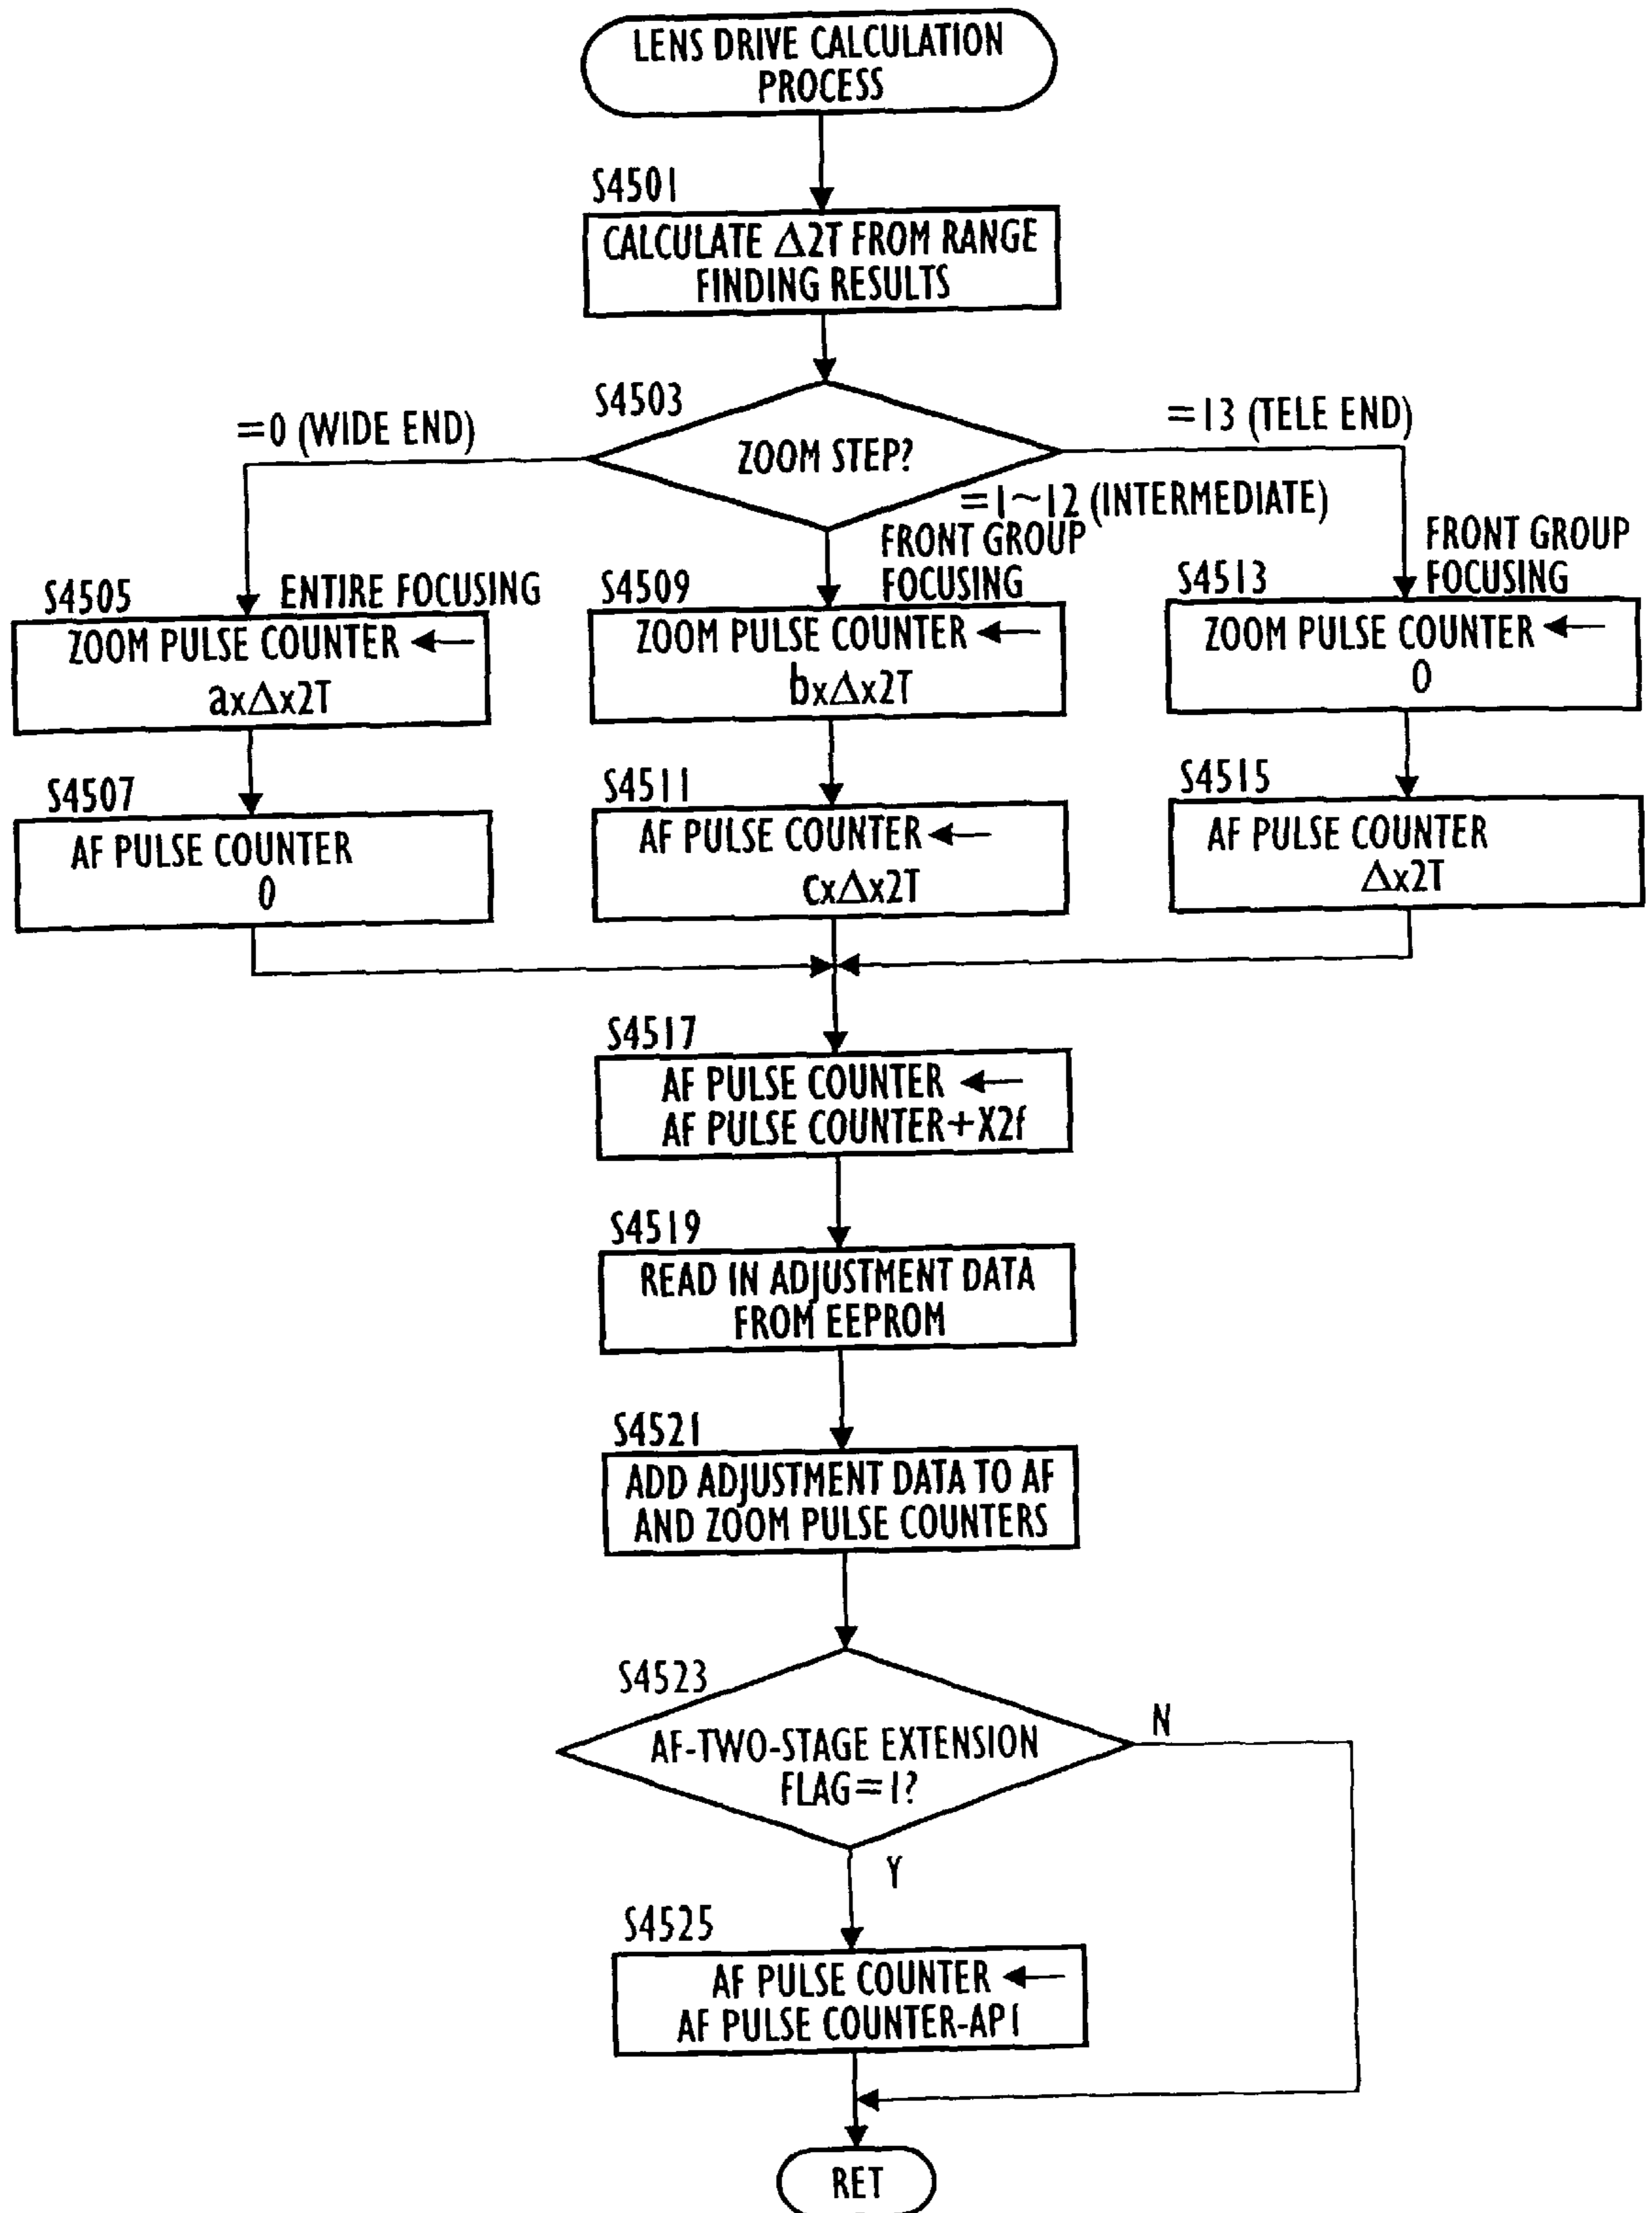 LENS DRIVE CALCULATION
PROCESS
S4501
CALCULATE Δ2T FROM RANGE
FINDING RESULTS
S4503
ZOOM STEP?
=0 (WIDE END)
=13 (TELE END)
=1~12 (INTERMEDIATE)
S4505
ENTIRE FOCUSING
ZOOM PULSE COUNTER ←
ax∆x2T
S4507
AF PULSE COUNTER
0
S4509
FRONT GROUP
FOCUSING
ZOOM PULSE COUNTER ←
bx∆x2T
S4511
AF PULSE COUNTER ←
cx∆x2T
S4513
FRONT GROUP
FOCUSING
ZOOM PULSE COUNTER ←
0
S4515
AF PULSE COUNTER
∆x2T
S4517
AF PULSE COUNTER ←
AF PULSE COUNTER+X2f
S4519
READ IN ADJUSTMENT DATA
FROM EEPROM
S4521
ADD ADJUSTMENT DATA TO AF
AND ZOOM PULSE COUNTERS
S4523
AF-TWO-STAGE EXTENSION
FLAG=1?
N
Y
S4525
AF PULSE COUNTER ←
AF PULSE COUNTER-AP1
RET